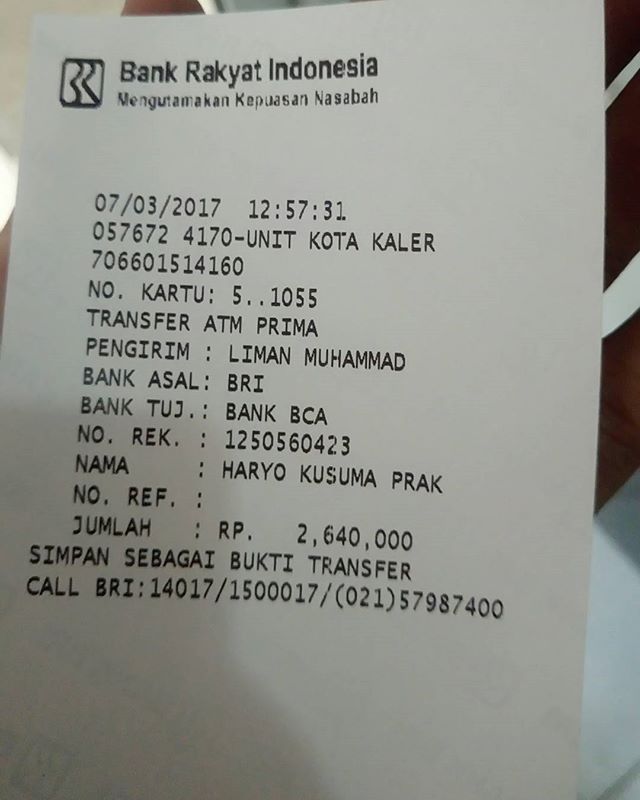 Bank Rakyat Indonesia
Mengutamakan Kepuasan Nasabah
07/03/2017 12:57:31
057672 4170-UNIT KOTA KALER
706601514160
NO. KARTU: 5..1055
TRANSFER ATM PRIMA
PENGIRIM : LIMAN MUHAMMAD
BANK ASAL: BRI
BANK TUJ.: BANK BCA
NO. REK. : 1250560423
NAMA : HARYO KUSUMA PRAK
NO. REF. :
JUMLAH : RP. 2,640,000
SIMPAN SEBAGAI BUKTI TRANSFER
CALL BRI:14017/1500017/(021)57987400